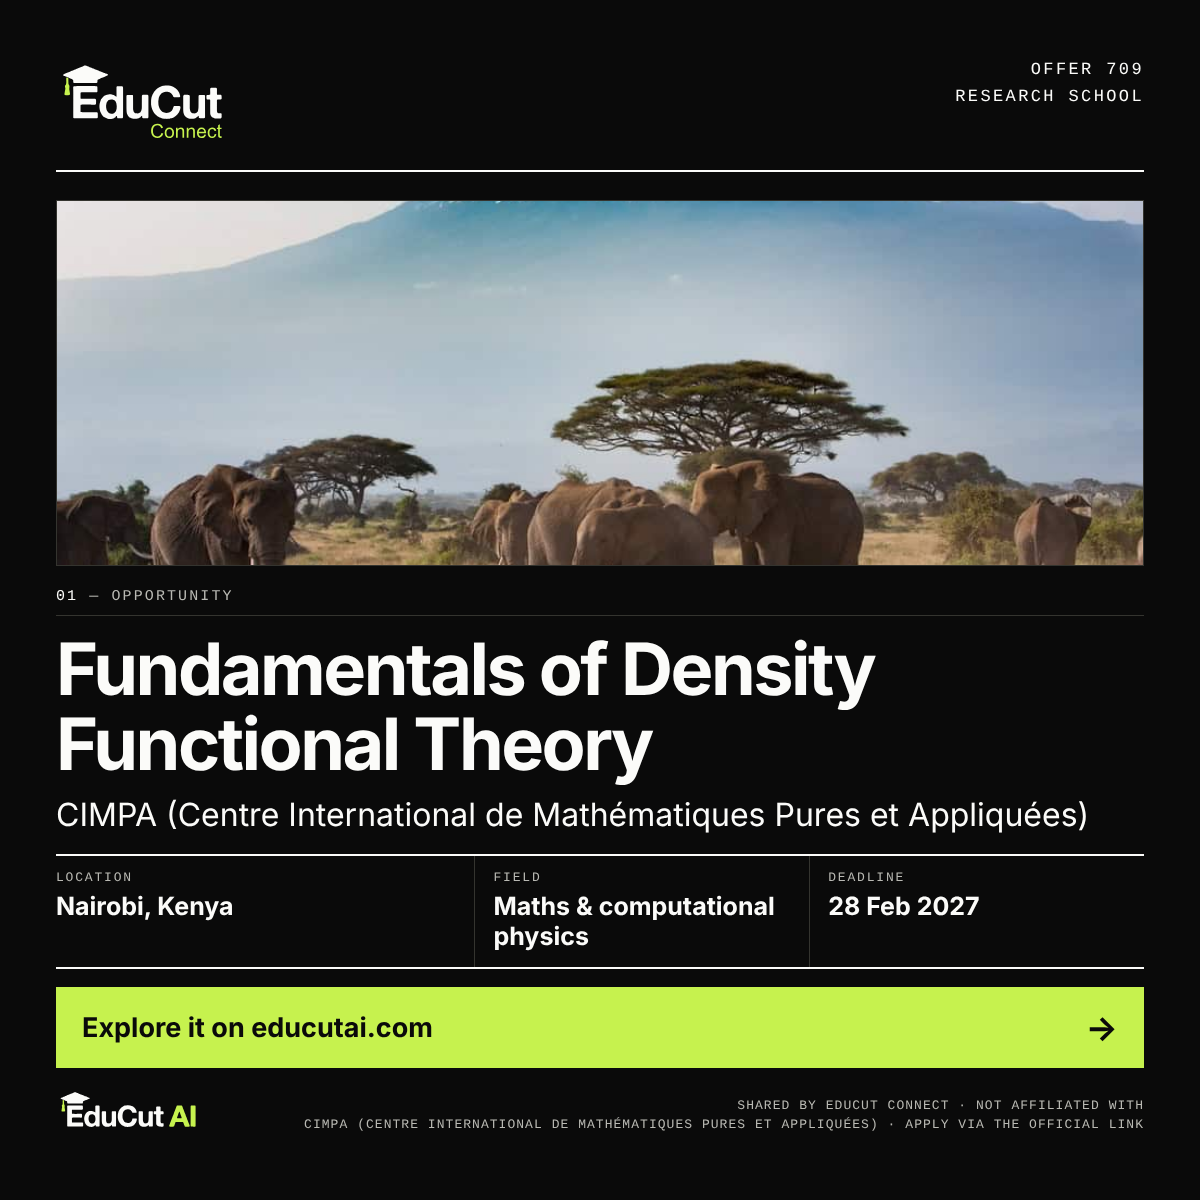 EduCut
Connect
OFFER 709
RESEARCH SCHOOL
01 — OPPORTUNITY
Fundamentals of Density
Functional Theory
CIMPA (Centre International de Mathématiques Pures et Appliquées)
LOCATION
Nairobi, Kenya
FIELD
Maths & computational
physics
DEADLINE
28 Feb 2027
Explore it on educutai.com →
EduCut AI
SHARED BY EDUCUT CONNECT · NOT AFFILIATED WITH
CIMPA (CENTRE INTERNATIONAL DE MATHÉMATIQUES PURES ET APPLIQUÉES) · APPLY VIA THE OFFICIAL LINK